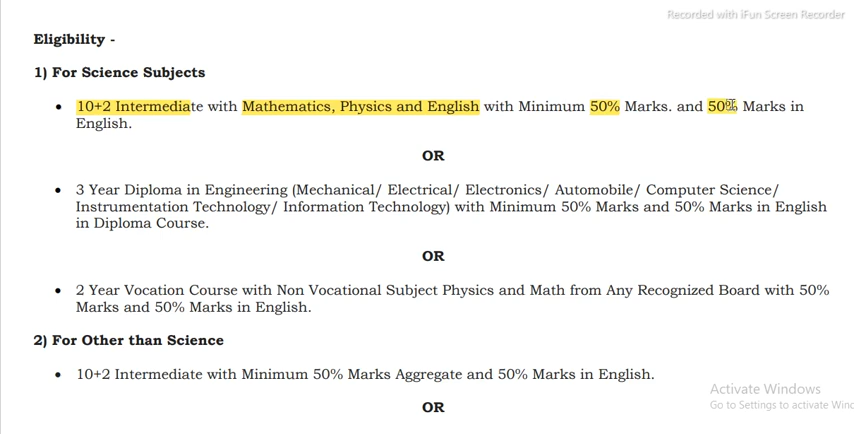 Recorded with iFun Screen Recorder
Eligibility -
1) For Science Subjects
• 10+2 Intermediate with Mathematics, Physics and English with Minimum 50% Marks. and 50% Marks in
English.
OR
• 3 Year Diploma in Engineering (Mechanical/ Electrical/ Electronics/ Automobile/ Computer Science/
Instrumentation Technology/ Information Technology) with Minimum 50% Marks and 50% Marks in English
in Diploma Course.
OR
• 2 Year Vocation Course with Non Vocational Subject Physics and Math from Any Recognized Board with 50%
Marks and 50% Marks in English.
2) For Other than Science
• 10+2 Intermediate with Minimum 50% Marks Aggregate and 50% Marks in English.
Activate Windows
Go to Settings to activate Winc
OR